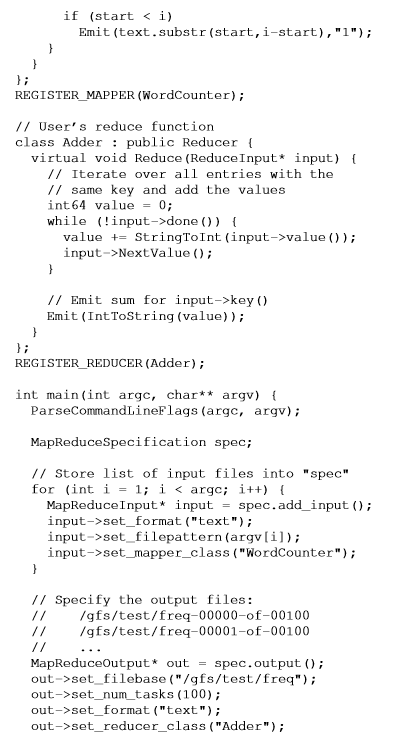 if (start < i)
        Emit(text.substr(start,i-start),"1");
    }
  }
};
REGISTER_MAPPER(WordCounter);

// User's reduce function
class Adder : public Reducer {
  virtual void Reduce(ReduceInput* input) {
    // Iterate over all entries with the
    // same key and add the values
    int64 value = 0;
    while (!input->done()) {
      value += StringToInt(input->value());
      input->NextValue();
    }

    // Emit sum for input->key()
    Emit(IntToString(value));
  }
};
REGISTER_REDUCER(Adder);

int main(int argc, char** argv) {
  ParseCommandLineFlags(argc, argv);

  MapReduceSpecification spec;

  // Store list of input files into "spec"
  for (int i = 1; i < argc; i++) {
    MapReduceInput* input = spec.add_input();
    input->set_format("text");
    input->set_filepattern(argv[i]);
    input->set_mapper_class("WordCounter");
  }

  // Specify the output files:
  //    /gfs/test/freq-00000-of-00100
  //    /gfs/test/freq-00001-of-00100
  //    ...
  MapReduceOutput* out = spec.output();
  out->set_filebase("/gfs/test/freq");
  out->set_num_tasks(100);
  out->set_format("text");
  out->set_reducer_class("Adder");